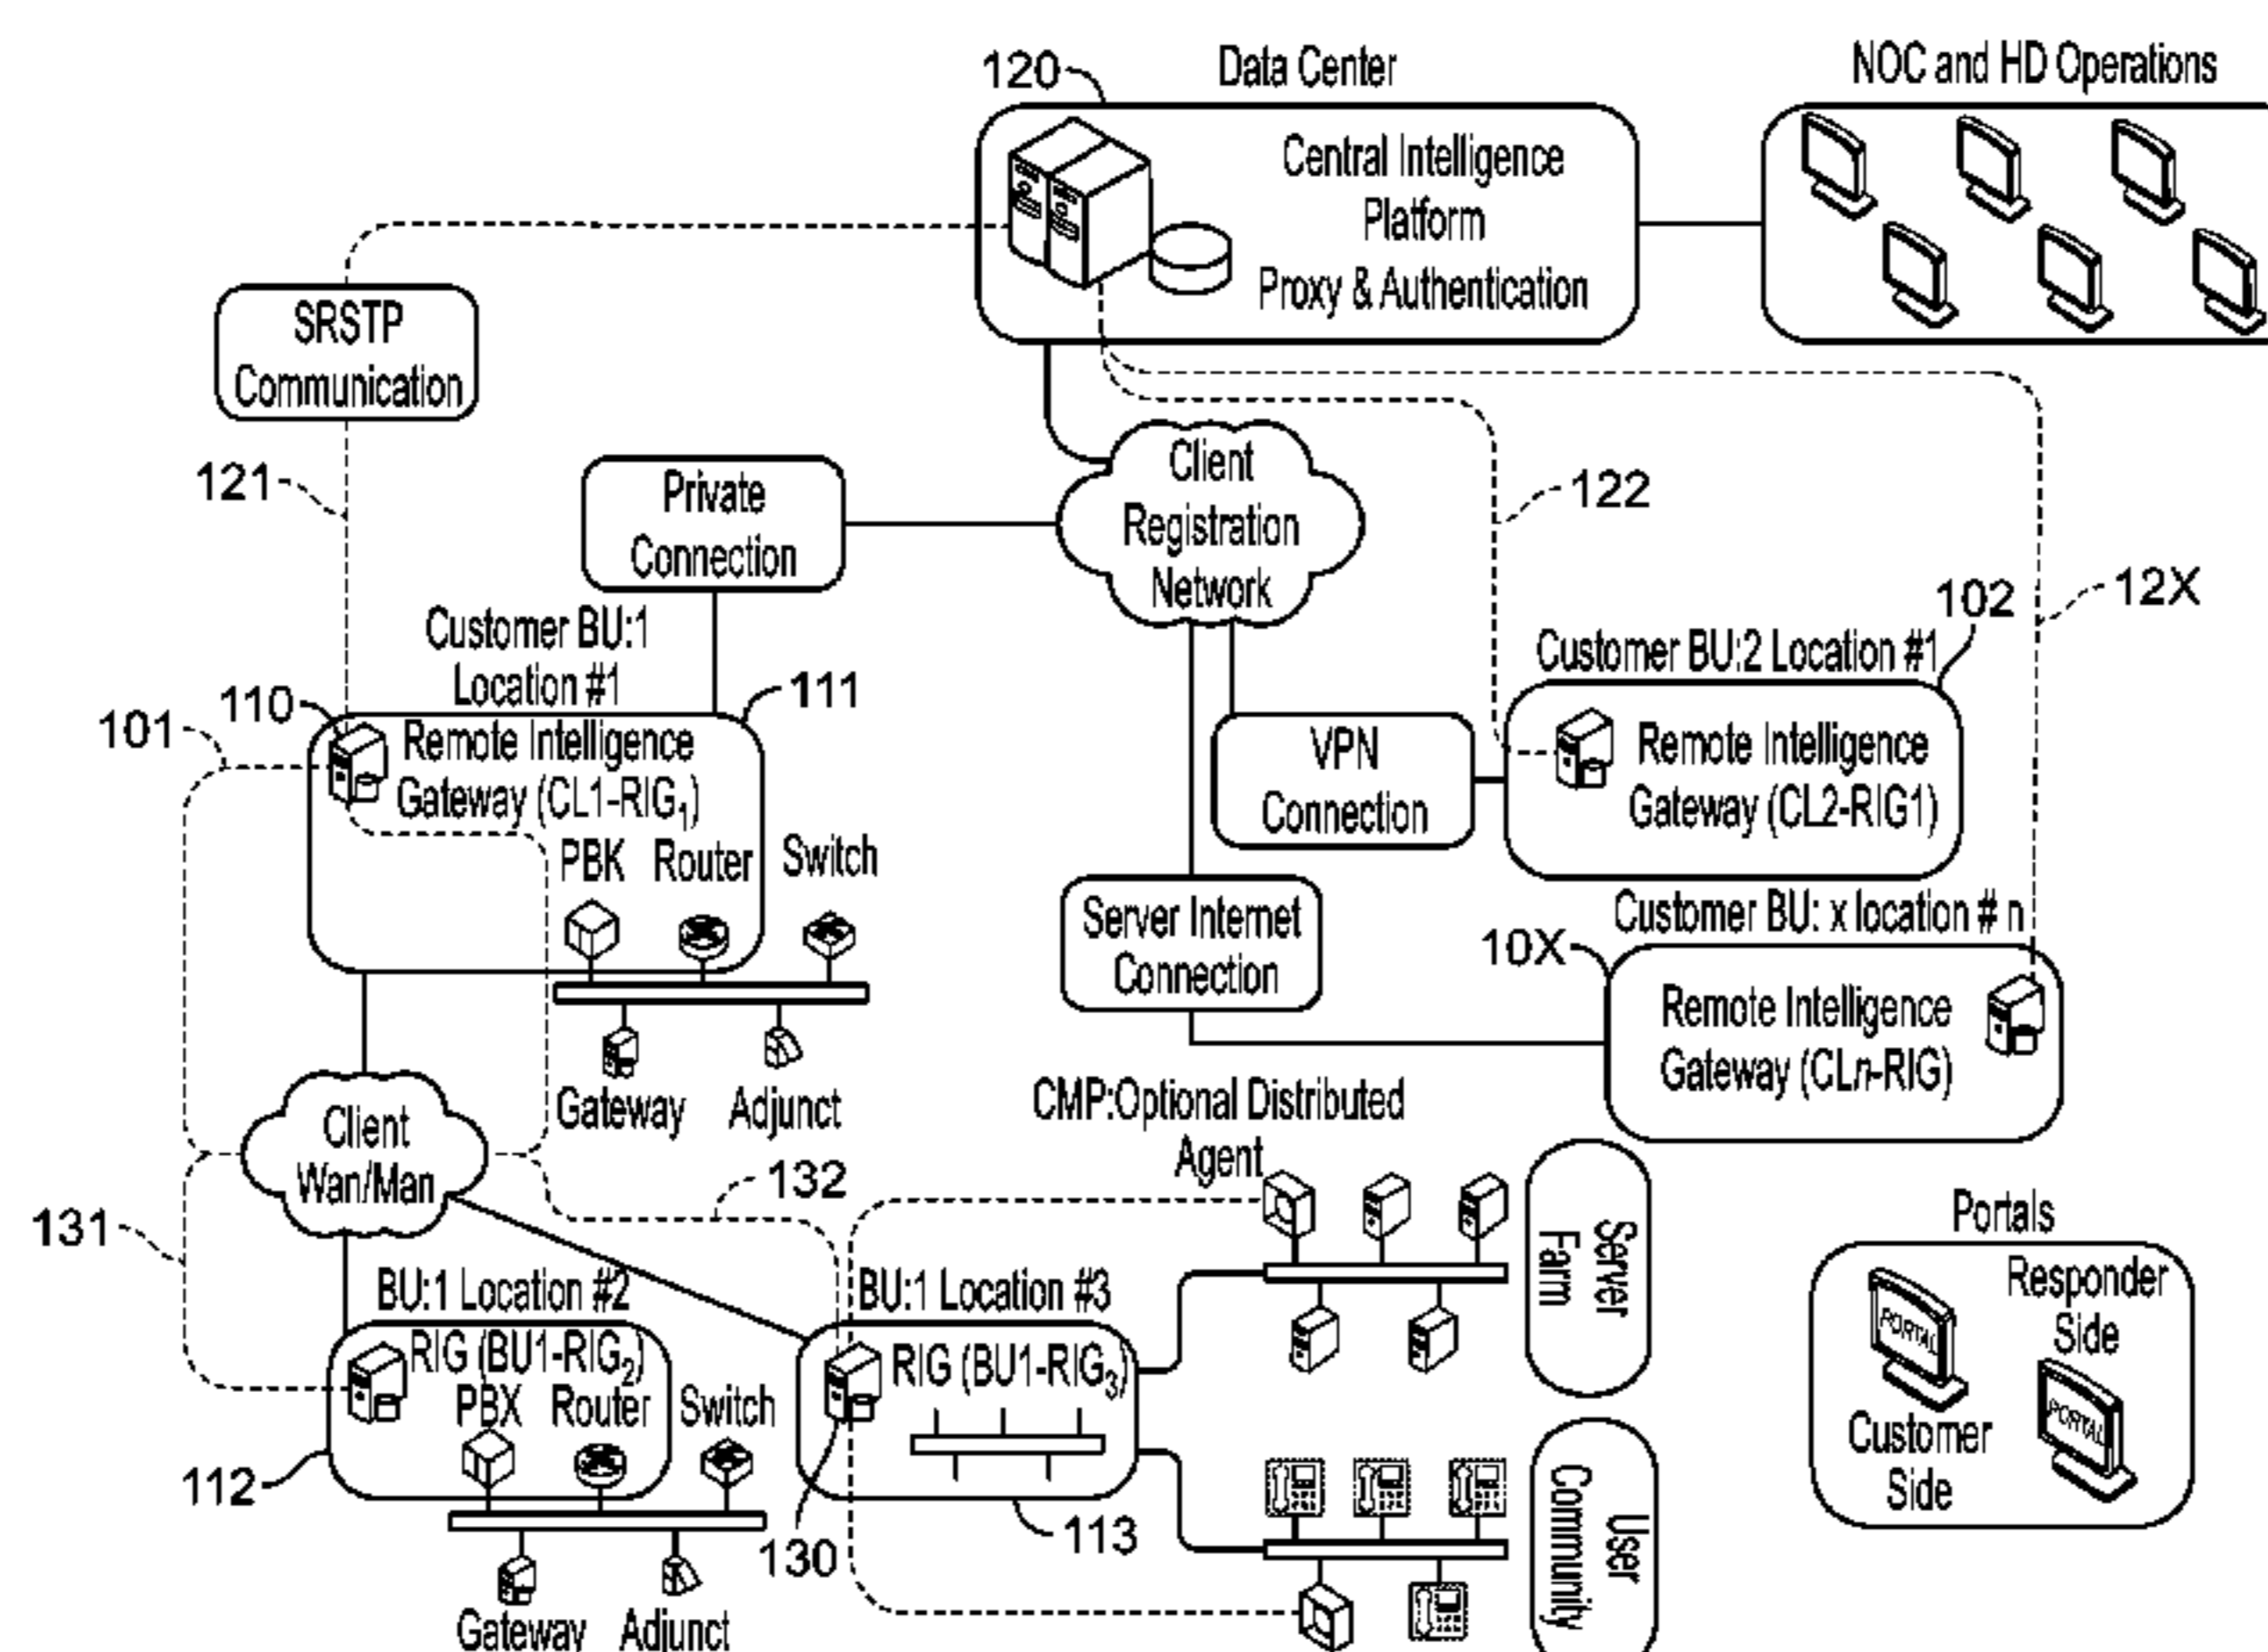 120
Data Center
NOC and HD Operations
Central Intelligence
Platform
Proxy & Authentication
SRSTP
Communication
121
Private
Connection
Client
Registration
Network
122
12X
102
Customer BU:1
Location #1
Customer BU:2 Location #1
110
111
101
Remote Intelligence
Gateway (CL1-RIG₁)
PBK
Router
Switch
VPN
Connection
Remote Intelligence
Gateway (CL2-RIG1)
Server Internet
Connection
Customer BU: x location # n
10X
Remote Intelligence
Gateway (CLn-RIG)
Gateway
Adjunct
Client
Wan/Man
CMP:Optional Distributed
Agent
131
132
Server
Farm
Portals
Responder
Side
PORTAL
PORTAL
Customer
Side
BU:1 Location #2
BU:1 Location #3
RIG (BU1-RIG₂)
PBX
Router
Switch
RIG (BU1-RIG₃)
112
130
113
User
Community
Gateway
Adjunct